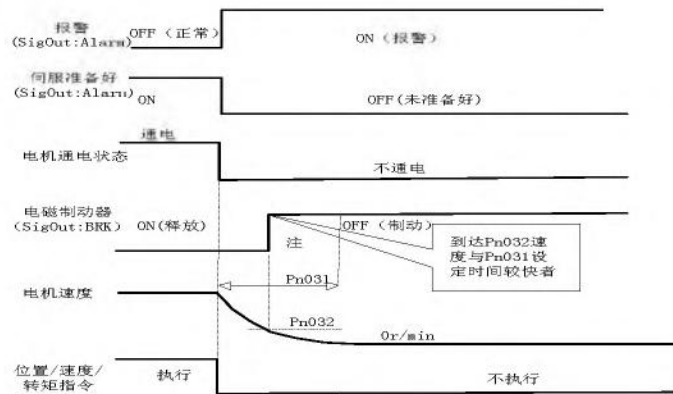 报警
(SigOut:Alarm)
OFF (正常)
ON (报警)
伺服准备好
(SigOut:Alarm)
ON
OFF(未准备好)
通电
电机通电状态
不通电
电磁制动器
(SigOut:BRK)
ON(释放)
注
OFF (制动)
到达Pn032速
度与Pn031设
定时间较快者
Pn031
电机速度
Pn032
0r/min
位置/速度/
转矩指令
执行
不执行